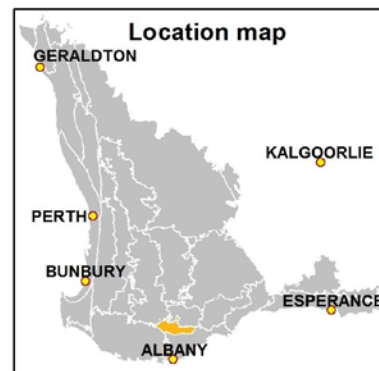 Location map
GERALDTON
KALGOORLIE
PERTH
BUNBURY
ESPERANCE
ALBANY